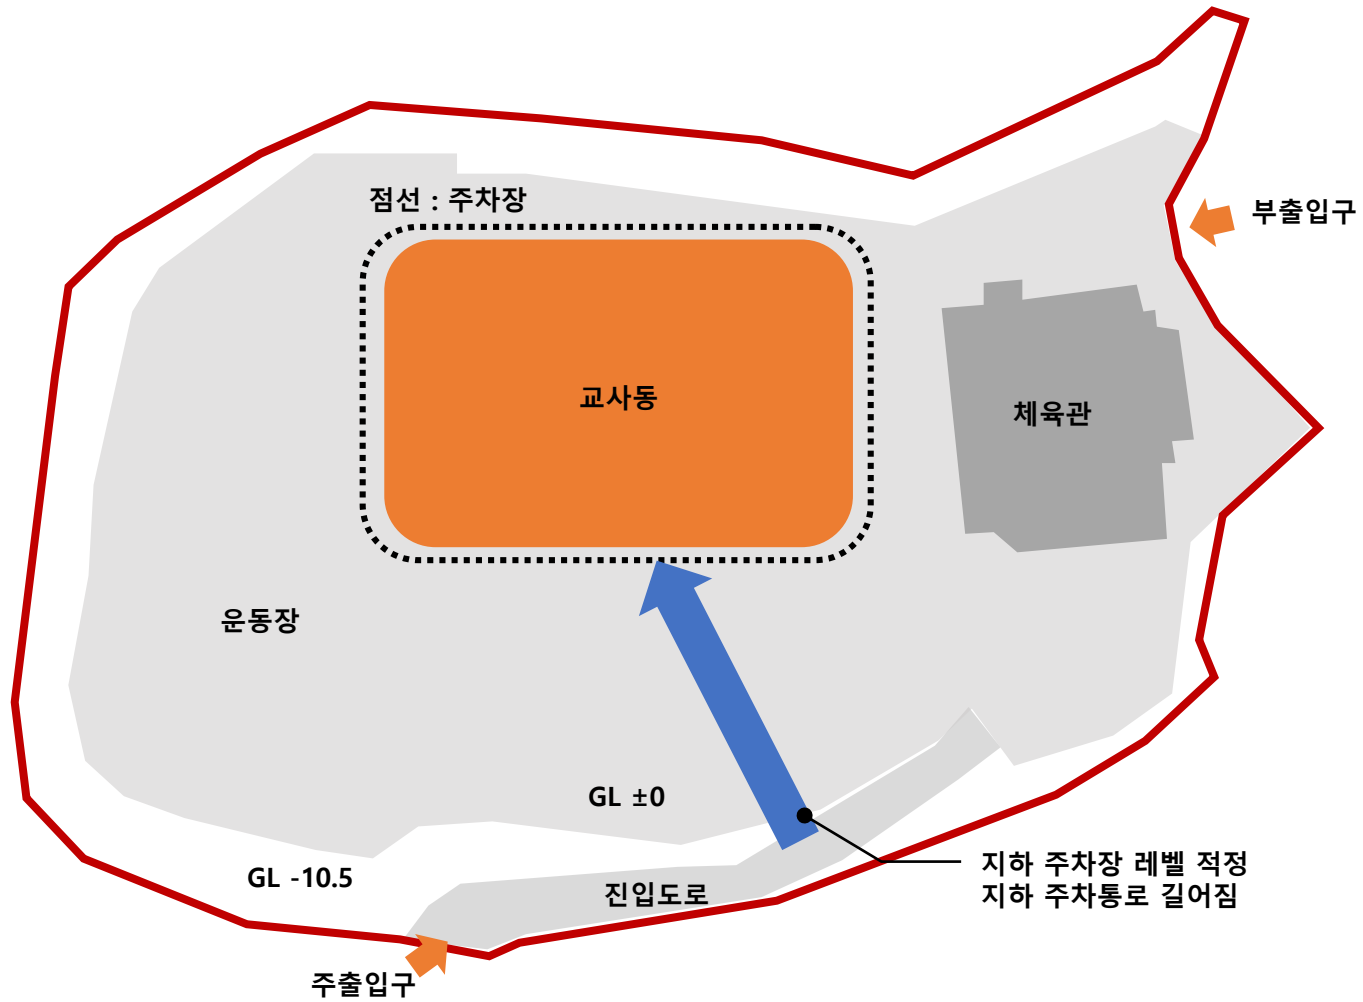 점선 : 주차장
부출입구
교사동
체육관
운동장
GL ±0
GL -10.5
진입도로
지하 주차장 레벨 적정
지하 주차통로 길어짐
주출입구